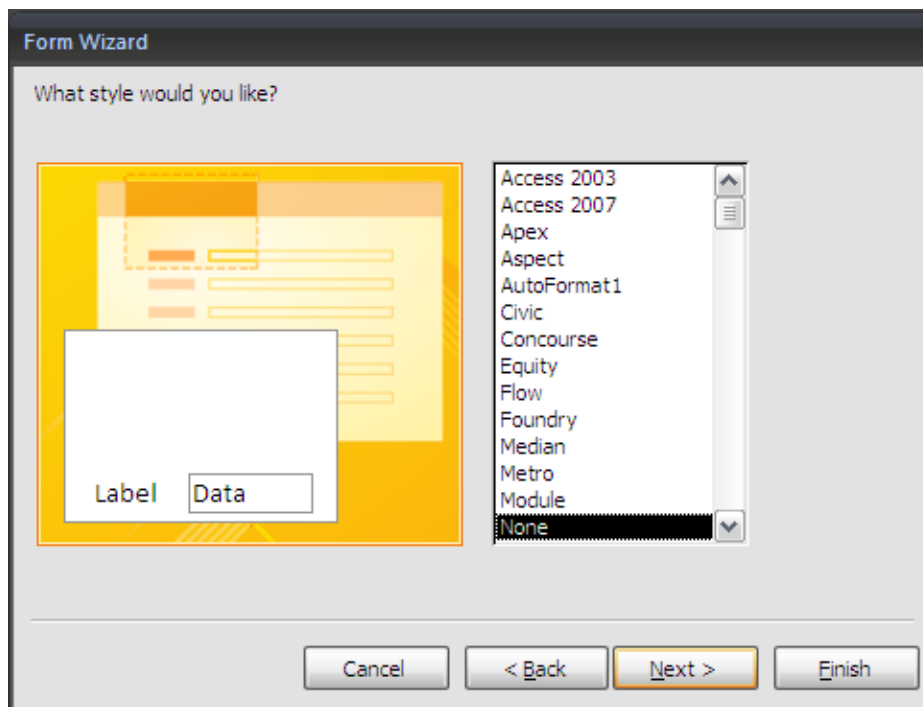 Form Wizard
What style would you like?
Label Data
Access 2003
Access 2007
Apex
Aspect
AutoFormat1
Civic
Concourse
Equity
Flow
Foundry
Median
Metro
Module
None
Cancel < Back Next > Finish